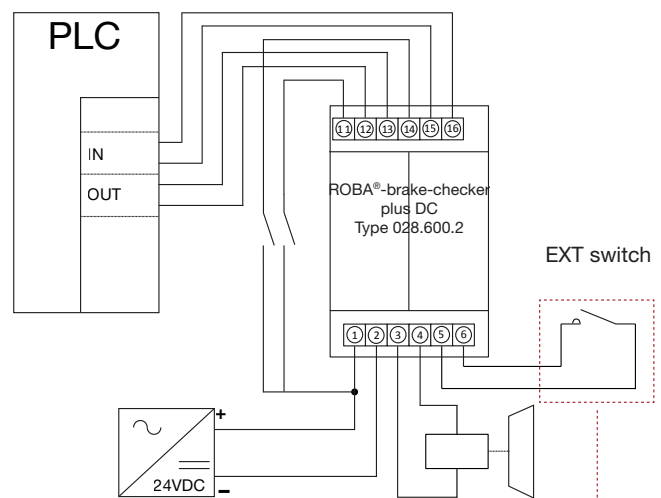 PLC
IN
OUT
11 12 13 14 15 16
ROBA®-brake-checker
plus DC
Type 028.600.2
EXT switch
1 2 3 4 5 6
+
24VDC
–